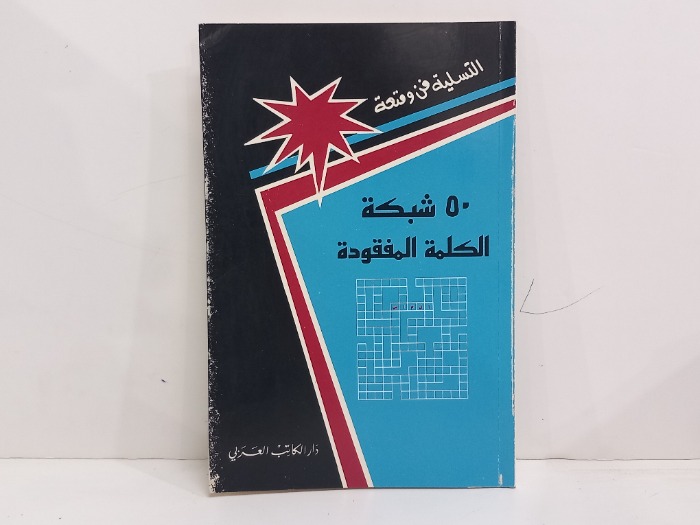 التسلية فن ومتعة
٥٠ شبكة
الكلمة المفقودة
دار الكاتب العربي